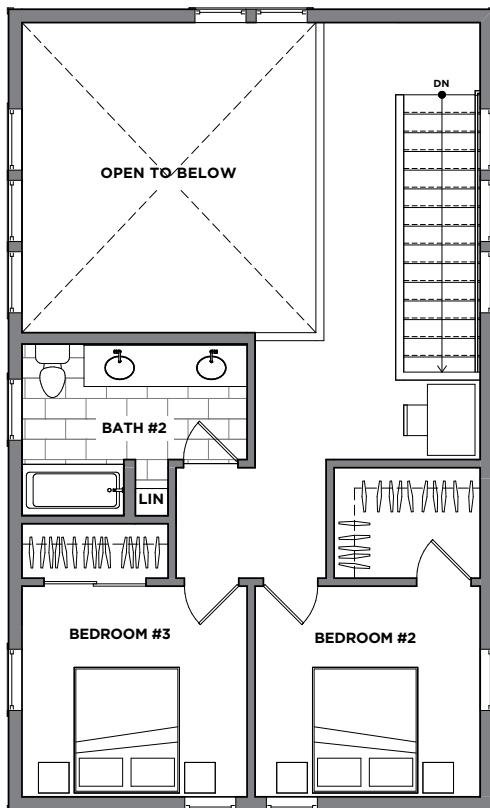 DN
OPEN TO BELOW
BATH #2
LIN
BEDROOM #3
BEDROOM #2